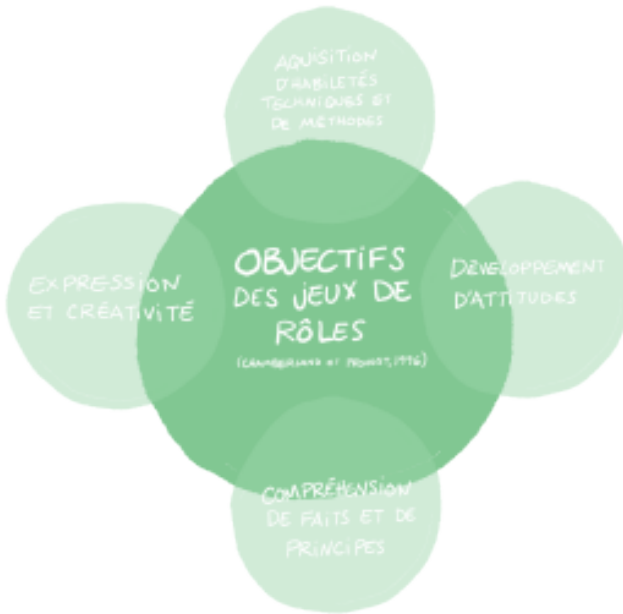 AQUISITION
D'HABILETÉS
TECHNIQUES ET
DE MÉTHODES
EXPRESSION
ET CRÉATIVITÉ
OBJECTIFS
DES JEUX DE
RÔLES
(CHAMBERLAND ET PROVOST, 1996)
DÉVELOPPEMENT
D'ATTITUDES
COMPRÉHENSION
DE FAITS ET DE
PRINCIPES